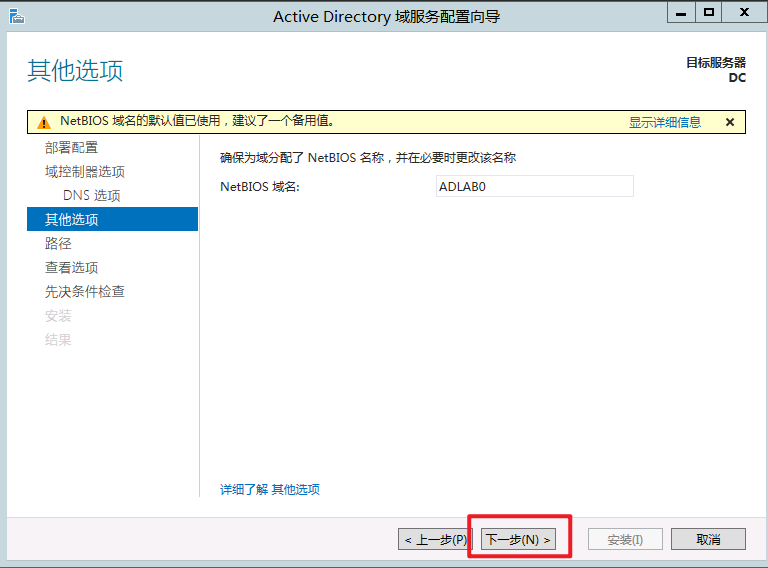 Active Directory 域服务配置向导
其他选项
目标服务器
DC
NetBIOS 域名的默认值已使用，建议了一个备用值。 显示详细信息
部署配置
域控制器选项
DNS 选项
其他选项
路径
查看选项
先决条件检查
安装
结果
确保为域分配了 NetBIOS 名称，并在必要时更改该名称
NetBIOS 域名: ADLAB0
详细了解 其他选项
< 上一步(P) 下一步(N) > 安装(I) 取消